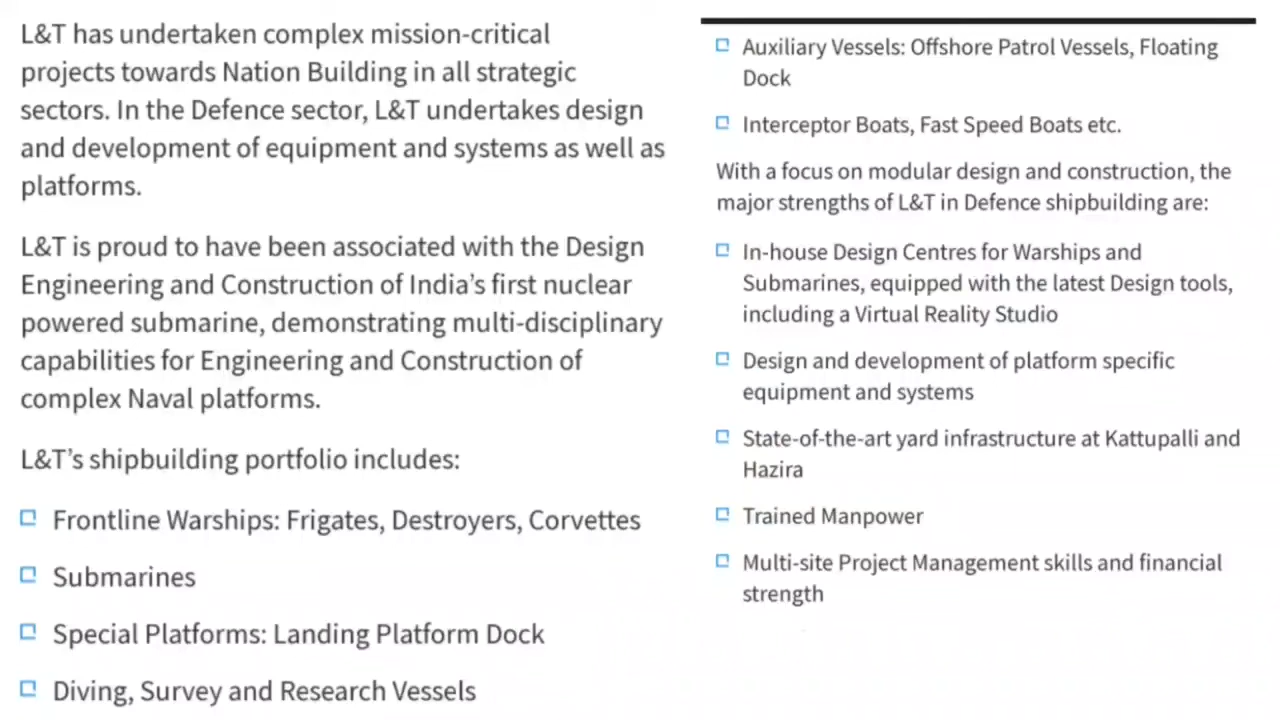 L&T has undertaken complex mission-critical
projects towards Nation Building in all strategic
sectors. In the Defence sector, L&T undertakes design
and development of equipment and systems as well as
platforms.
L&T is proud to have been associated with the Design
Engineering and Construction of India’s first nuclear
powered submarine, demonstrating multi-disciplinary
capabilities for Engineering and Construction of
complex Naval platforms.
L&T’s shipbuilding portfolio includes:
Frontline Warships: Frigates, Destroyers, Corvettes
Submarines
Special Platforms: Landing Platform Dock
Diving, Survey and Research Vessels
Auxiliary Vessels: Offshore Patrol Vessels, Floating
Dock
Interceptor Boats, Fast Speed Boats etc.
With a focus on modular design and construction, the
major strengths of L&T in Defence shipbuilding are:
In-house Design Centres for Warships and
Submarines, equipped with the latest Design tools,
including a Virtual Reality Studio
Design and development of platform specific
equipment and systems
State-of-the-art yard infrastructure at Kattupalli and
Hazira
Trained Manpower
Multi-site Project Management skills and financial
strength